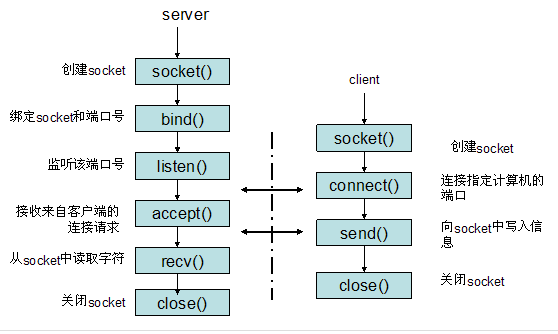 server
创建socket
socket()
绑定socket和端口号
bind()
监听该端口号
listen()
接收来自客户端的
连接请求
accept()
从socket中读取字符
recv()
关闭socket
close()
client
socket()
创建socket
connect()
连接指定计算机的
端口
send()
向socket中写入信
息
close()
关闭socket